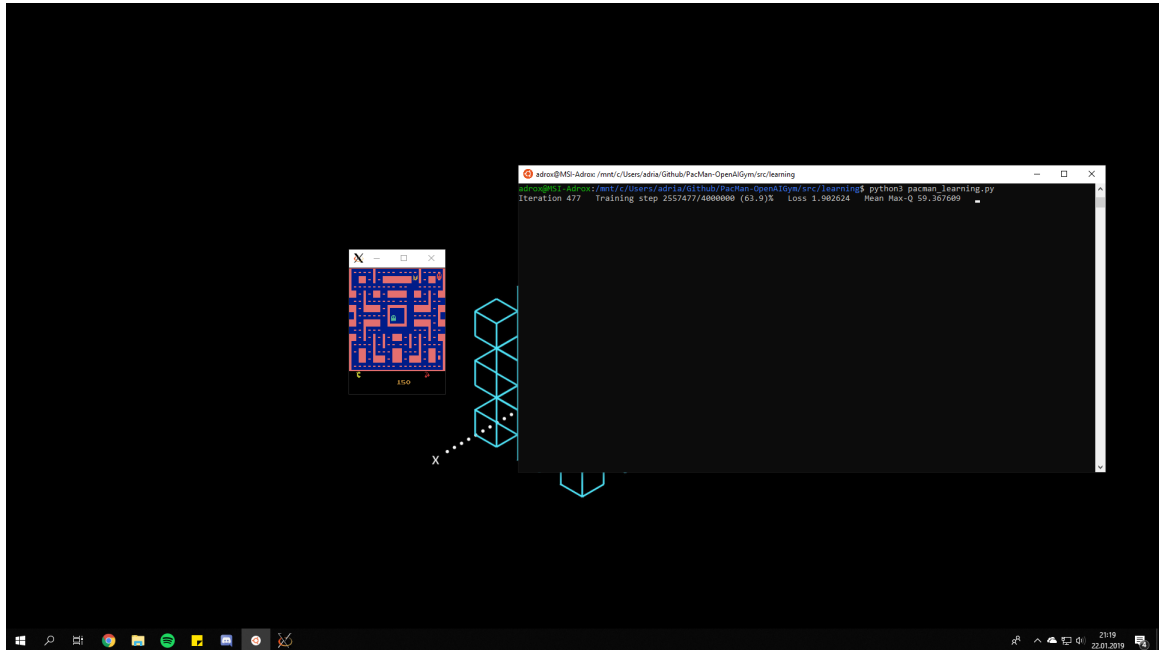 adrox@MSI-Adrox: /mnt/c/Users/adria/Github/PacMan-OpenAIGym/src/learning
adrox@MSI-Adrox:/mnt/c/Users/adria/Github/PacMan-OpenAIGym/src/learning$ python3 pacman_learning.py
Iteration 477 Training step 2557477/4000000 (63.9)% Loss 1.902624 Mean Max-Q 59.367609
150
X
21:19
22.01.2019
4